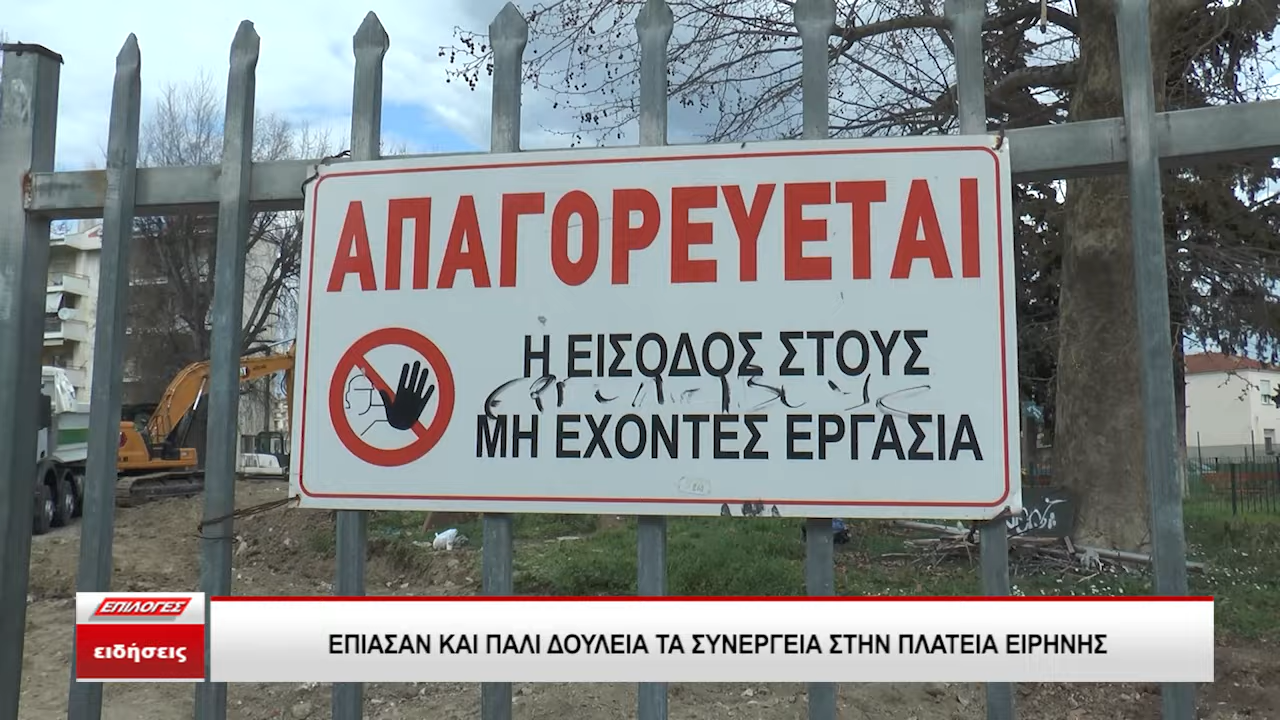 ΑΠΑΓΟΡΕΥΕΤΑΙ
Η ΕΙΣΟΔΟΣ ΣΤΟΥΣ
ΜΗ ΕΧΟΝΤΕΣ ΕΡΓΑΣΙΑ
ΕΠΙΛΟΓΕΣ
ειδήσεις
ΕΠΙΑΣΑΝ ΚΑΙ ΠΑΛΙ ΔΟΥΛΕΙΑ ΤΑ ΣΥΝΕΡΓΕΙΑ ΣΤΗΝ ΠΛΑΤΕΙΑ ΕΙΡΗΝΗΣ